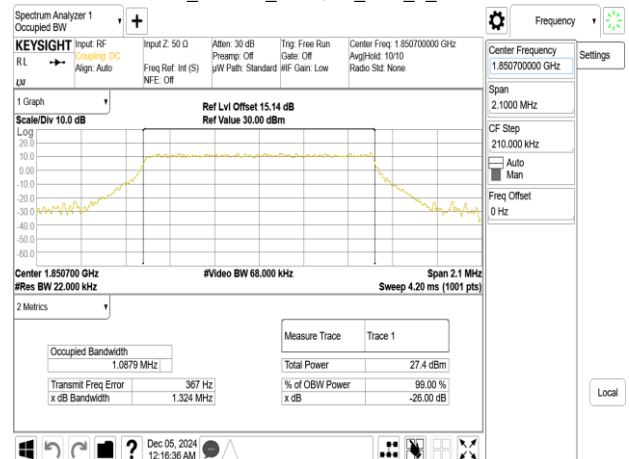 Spectrum Analyzer 1
Occupied BW
Frequency
KEYSIGHT
RL
LXI
Input: RF
Coupling: DC
Align: Auto
Input Z: 50 Ω
Freq Ref: Int (S)
NFE: Off
Atten: 30 dB
Preamp: Off
µW Path: Standard
Trig: Free Run
Gate: Off
#IF Gain: Low
Center Freq: 1.850700000 GHz
Avg|Hold: 10/10
Radio Std: None
Center Frequency
1.850700000 GHz
Settings
Span
2.1000 MHz
CF Step
210.000 kHz
Auto
Man
Freq Offset
0 Hz
Local
1 Graph
Scale/Div 10.0 dB
Ref Lvl Offset 15.14 dB
Ref Value 30.00 dBm
Log
20.0
10.0
0.00
-10.0
-20.0
-30.0
-40.0
-50.0
-60.0
Center 1.850700 GHz
#Video BW 68.000 kHz
Span 2.1 MHz
#Res BW 22.000 kHz
Sweep 4.20 ms (1001 pts)
2 Metrics
Measure Trace Trace 1
Occupied Bandwidth
1.0879 MHz
Total Power 27.4 dBm
Transmit Freq Error 367 Hz
% of OBW Power 99.00 %
x dB Bandwidth 1.324 MHz
x dB -26.00 dB
?
Dec 05, 2024
12:16:36 AM